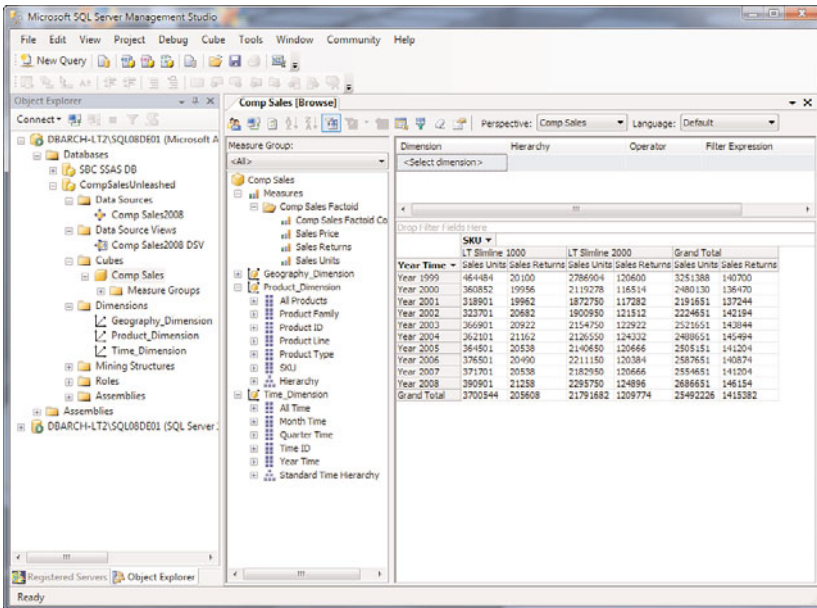 Microsoft SQL Server Management Studio
File Edit View Project Debug Cube Tools Window Community Help
New Query
Object Explorer
Connect
DBARCH-LT2\SQL08DE01 (Microsoft A
Databases
SBC SSAS DB
CompSalesUnleashed
Data Sources
Comp Sales2008
Data Source Views
Comp Sales2008 DSV
Cubes
Comp Sales
Measure Groups
Dimensions
Geography_Dimension
Product_Dimension
Time_Dimension
Mining Structures
Roles
Assemblies
Assemblies
DBARCH-LT2\SQL08DE01 (SQL Server
Registered Servers Object Explorer
Comp Sales [Browse]
Perspective: Comp Sales Language: Default
Measure Group:
<All>
Comp Sales
Measures
Comp Sales Factoid
Comp Sales Factoid Co
Sales Price
Sales Returns
Sales Units
Geography_Dimension
Product_Dimension
All Products
Product Family
Product ID
Product Line
Product Type
SKU
Hierarchy
Time_Dimension
All Time
Month Time
Quarter Time
Time ID
Year Time
Standard Time Hierarchy
Dimension Hierarchy Operator Filter Expression
<Select dimension>
Drop Filter Fields Here
SKU
LT Slimline 1000 LT Slimline 2000 Grand Total
Year Time Sales Units Sales Returns Sales Units Sales Returns Sales Units Sales Returns
Year 1999 464484 20100 2786904 120600 3251388 140700
Year 2000 360852 19956 2119278 116514 2480130 136470
Year 2001 318901 19962 1872750 117282 2191651 137244
Year 2002 323701 20682 1900950 121512 2224651 142194
Year 2003 366901 20922 2154750 122922 2521651 143844
Year 2004 362101 21162 2126550 124332 2488651 145494
Year 2005 364501 20538 2140650 120666 2505151 141204
Year 2006 376501 20490 2211150 120384 2587651 140874
Year 2007 371701 20538 2182950 120666 2554651 141204
Year 2008 390901 21258 2295750 124896 2686651 146154
Grand Total 3700544 205608 21791682 1209774 25492226 1415382
Ready